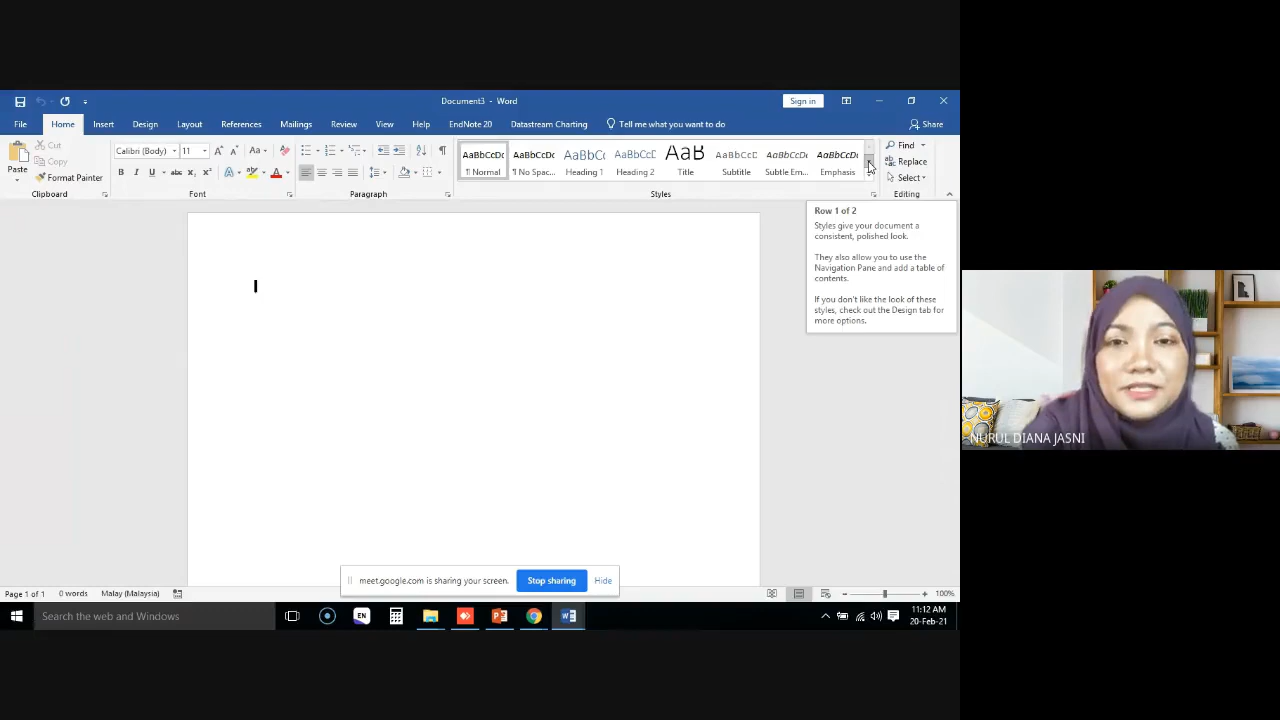 Document3 - Word
Sign in
File Home Insert Design Layout References Mailings Review View Help EndNote 20 Datastream Charting Tell me what you want to do Share
Paste
Cut
Copy
Format Painter
Clipboard
Calibri (Body) 11
Font
Paragraph
AaBbCcDc AaBbCcDc AaBbC( AaBbCcD AaB AaBbCcD AaBbCcDc AaBbCcDc
¶ Normal ¶ No Spac... Heading 1 Heading 2 Title Subtitle Subtle Em... Emphasis
Styles
Find
Replace
Select
Editing
Row 1 of 2
Styles give your document a
consistent, polished look.
They also allow you to use the
Navigation Pane and add a table of
contents.
If you don't like the look of these
styles, check out the Design tab for
more options.
NURUL DIANA JASNI
meet.google.com is sharing your screen. Stop sharing Hide
Page 1 of 1 0 words Malay (Malaysia) 100%
Search the web and Windows
EN
11:12 AM
20-Feb-21